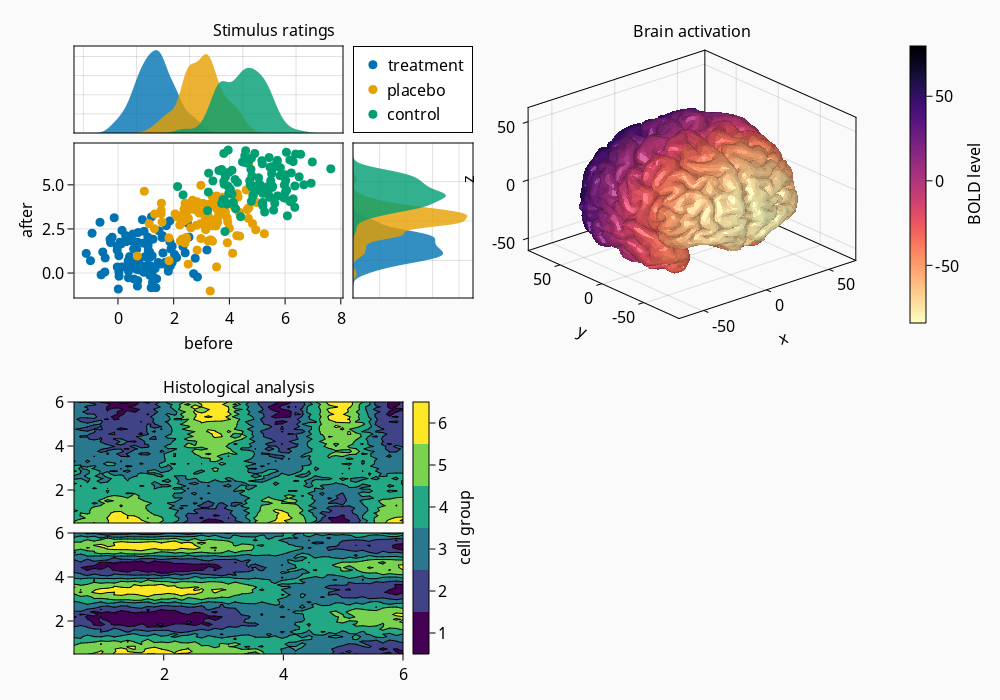 Stimulus ratings
treatment
placebo
control
5.0
2.5
0.0
after
0 2 4 6 8
before
Brain activation
50
0
-50
z
50
0
-50
y
-50
0
50
x
50
0
-50
BOLD level
Histological analysis
6
4
2
6
4
2
2 4 6
6
5
4
3
2
1
cell group